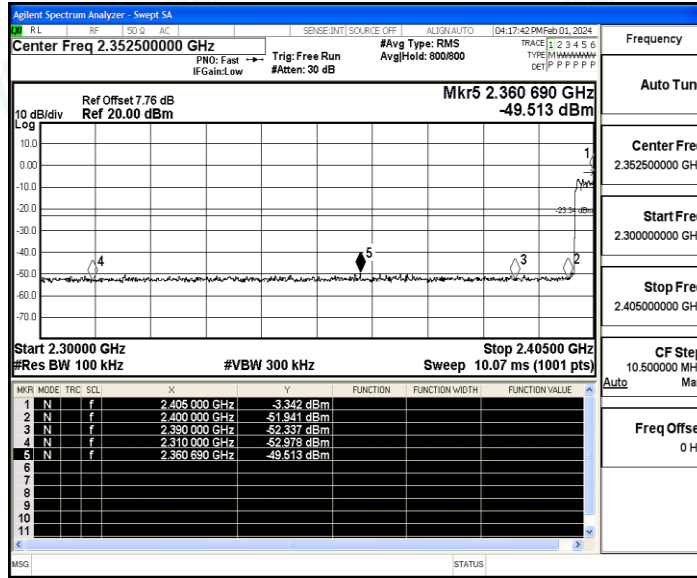 Agilent Spectrum Analyzer - Swept SA
RL RF 50 Ω AC SENSE:INT SOURCE OFF ALIGNAUTO 04:17:42 PM Feb 01, 2024
Center Freq 2.352500000 GHz
#Avg Type: RMS
TRACE 1 2 3 4 5 6
PNO: Fast Trig: Free Run Avg|Hold: 800/800
TYPE M WWWWW
IFGain:Low #Atten: 30 dB
DET P P P P P P
Mkr5 2.360 690 GHz
Ref Offset 7.76 dB
-49.513 dBm
10 dB/div Ref 20.00 dBm
Log
10.0
0.00
-10.0
-20.0
-30.0
-40.0
-50.0
-60.0
-70.0
1
-23.34 dBm
4
5
3
2
Start 2.30000 GHz Stop 2.40500 GHz
#Res BW 100 kHz #VBW 300 kHz Sweep 10.07 ms (1001 pts)
MKR MODE TRC SCL X Y FUNCTION FUNCTION WIDTH FUNCTION VALUE
1 N f 2.405 000 GHz -3.342 dBm
2 N f 2.400 000 GHz -51.941 dBm
3 N f 2.390 000 GHz -52.337 dBm
4 N f 2.310 000 GHz -52.978 dBm
5 N f 2.360 690 GHz -49.513 dBm
6
7
8
9
10
11
MSG STATUS
Frequency
Auto Tun
Center Fre
2.352500000 GH
Start Fre
2.300000000 GH
Stop Fre
2.405000000 GH
CF Step
10.500000 MH
Auto Ma
Freq Offse
0 H